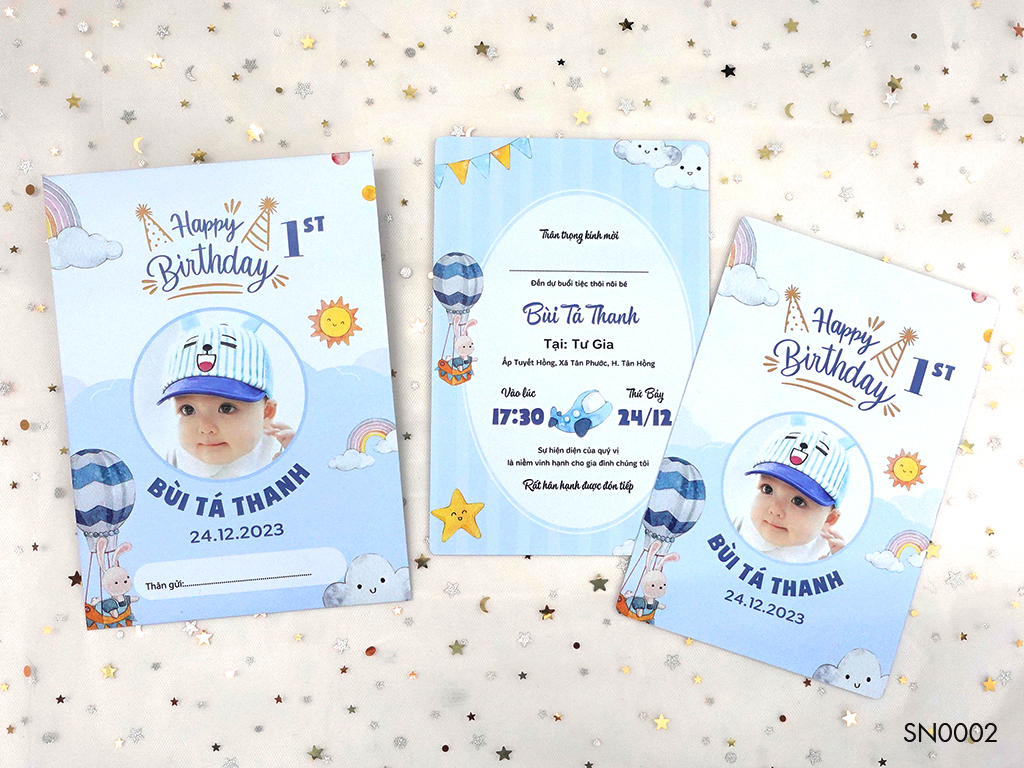 Happy
Birthday
1ST
BÙI TÁ THANH
24.12.2023
Thân gửi:
Trân trọng kính mời
Đến dự buổi tiệc thôi nôi bé
Bùi Tá Thanh
Tại: Tư Gia
Ấp Tuyết Hồng, Xã Tân Phước, H. Tân Hồng
Vào lúc Thứ Bảy
17:30 24/12
Sự hiện diện của quý vị
là niềm vinh hạnh cho gia đình chúng tôi
Rất hân hạnh được đón tiếp
Happy
Birthday
1ST
BÙI TÁ THANH
24.12.2023
SN0002